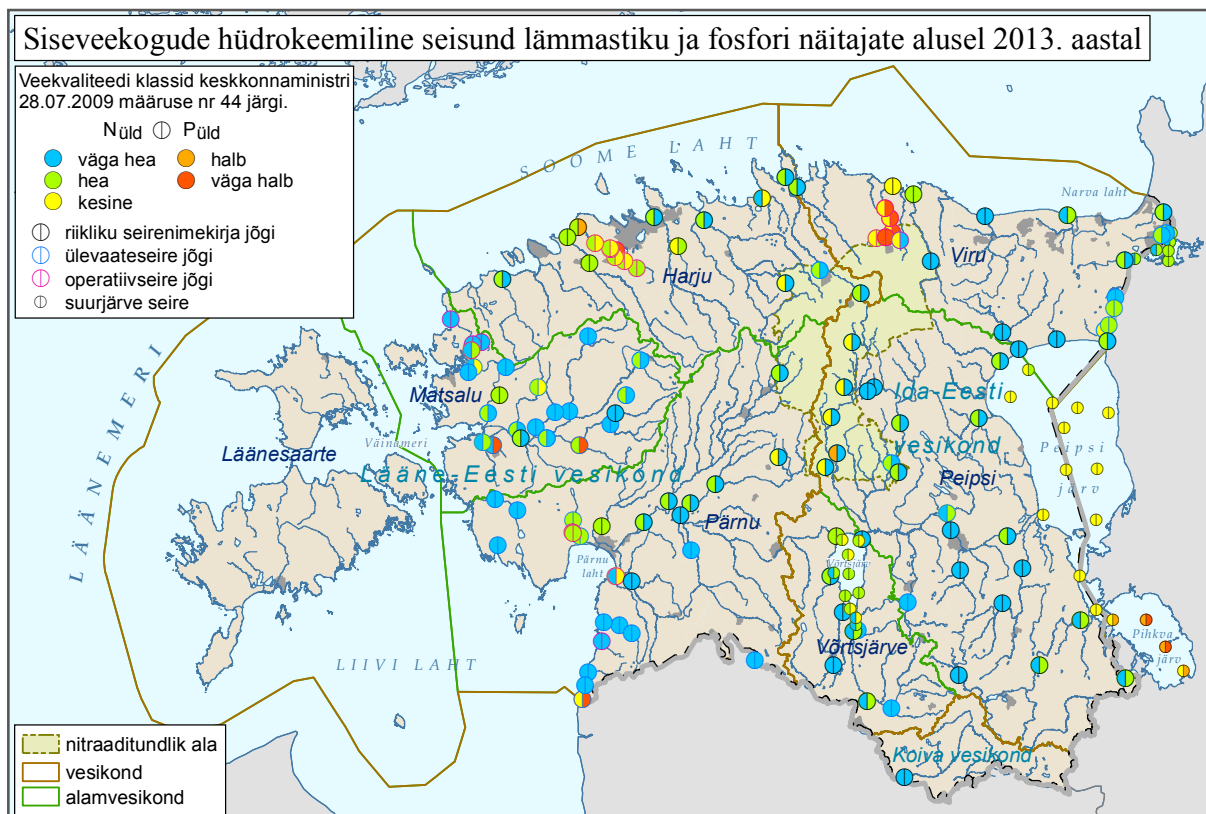 Siseveekogude hüdrokeemiline seisund lämmastiku ja fosfori näitajate alusel 2013. aastal
Veekvaliteedi klassid keskkonnaministri
28.07.2009 määruse nr 44 järgi.
Nüld Püld
väga hea
halb
hea
väga halb
kesine
riikliku seirenimekirja jõgi
ülevaateseire jõgi
operatiivseire jõgi
suurjärve seire
SOOME LAHT
Narva laht
Viru
Harju
LÄÄNEMERI
Matsalu
Ida-Eesti
vesikond
Väinameri
Läänesaarte
Lääne-Eesti vesikond
Peipsi
järv
Peipsi
Pärnu
Pärnu
laht
Võrtsjärv
Võrtsjärve
Pihkva
järv
LIIVI LAHT
Koiva vesikond
nitraaditundlik ala
vesikond
alamvesikond